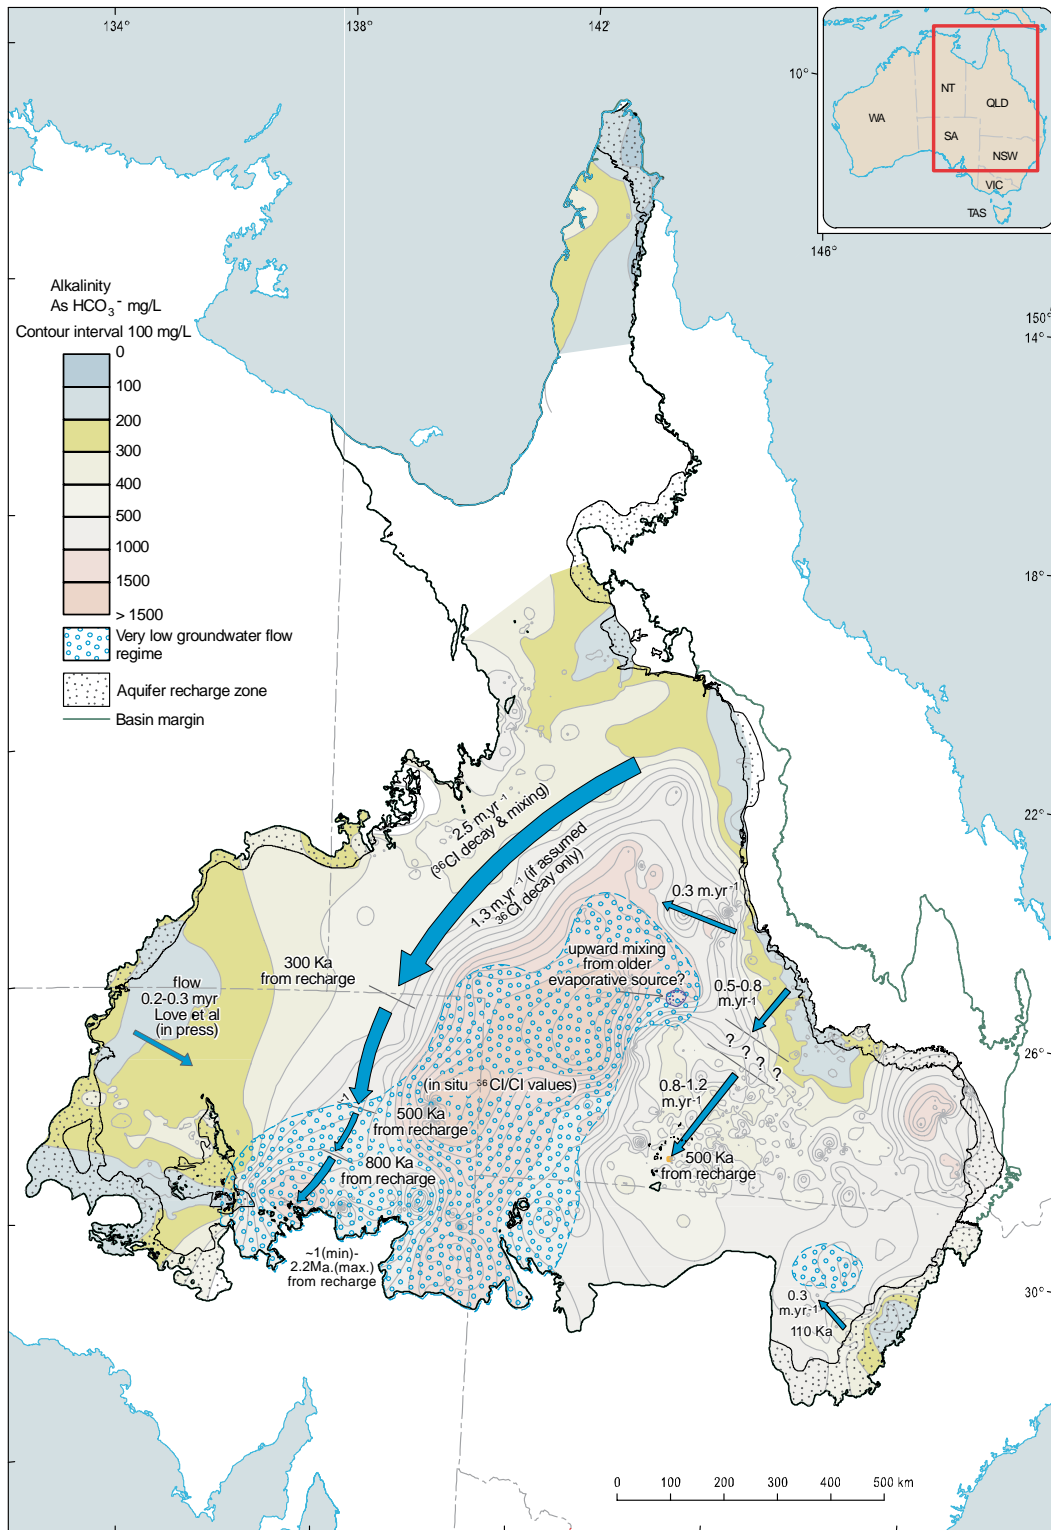 134°
138°
142°
10°
WA
NT
QLD
SA
NSW
VIC
TAS
146°
150°
14°
Alkalinity
As HCO₃⁻ mg/L
Contour interval 100 mg/L
0
100
200
300
400
500
1000
1500
> 1500
Very low groundwater flow
regime
Aquifer recharge zone
Basin margin
18°
22°
26°
30°
2.5 m.yr⁻¹
(³⁶Cl decay & mixing)
1.3 m.yr⁻¹ (if assumed
³⁶Cl decay only)
0.3 m.yr⁻¹
upward mixing
from older
evaporative source?
300 Ka
from recharge
flow
0.2-0.3 myr
Love et al
(in press)
0.5-0.8
m.yr⁻¹
? ? ? ?
0.8-1.2
m.yr⁻¹
(in situ ³⁶Cl/Cl values)
⁻¹
500 Ka
from recharge
800 Ka
from recharge
500 Ka
from recharge
~1(min)-
2.2Ma.(max.)
from recharge
0.3
m.yr⁻¹
110 Ka
0 100 200 300 400 500 km